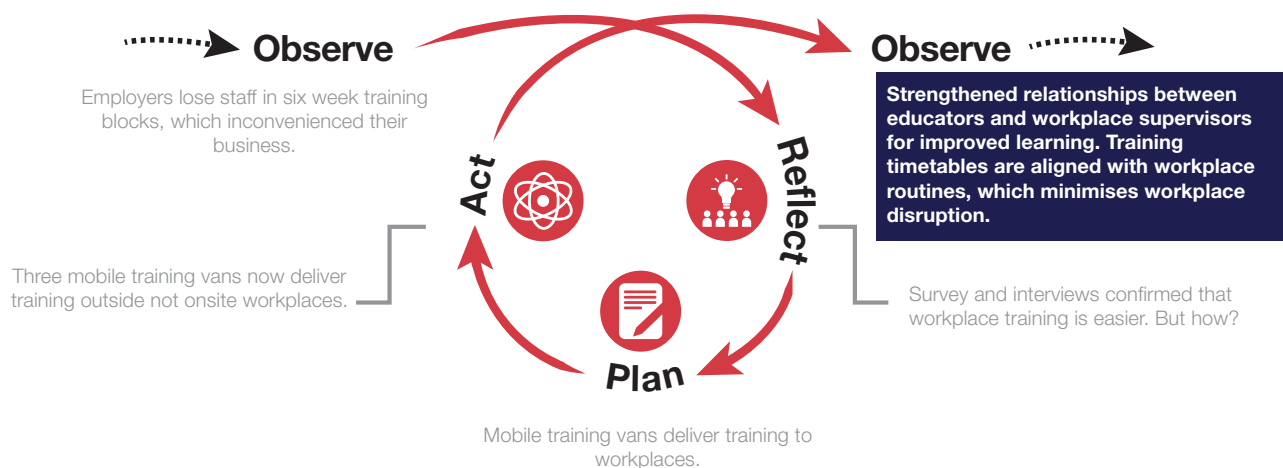 Observe
Employers lose staff in six week training
blocks, which inconvenienced their
business.
Observe
Strengthened relationships between
educators and workplace supervisors
for improved learning. Training
timetables are aligned with workplace
routines, which minimises workplace
disruption.
Reflect
Survey and interviews confirmed that
workplace training is easier. But how?
Plan
Mobile training vans deliver training to
workplaces.
Act
Three mobile training vans now deliver
training outside not onsite workplaces.